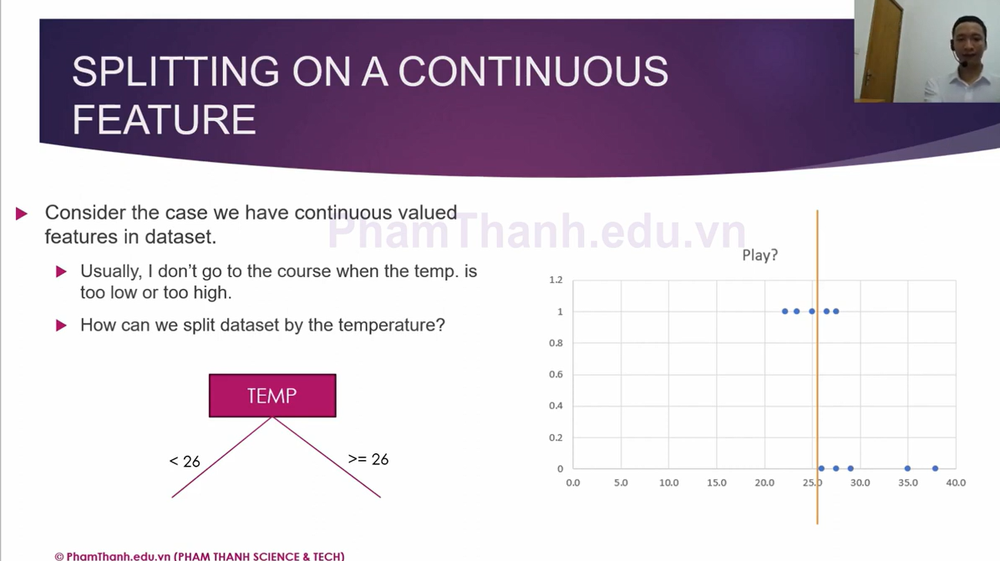 SPLITTING ON A CONTINUOUS
FEATURE
Consider the case we have continuous valued
features in dataset.
Usually, I don't go to the course when the temp. is
too low or too high.
How can we split dataset by the temperature?
TEMP
< 26
>= 26
PhamThanh.edu.vn
Play?
1.2
1
0.8
0.6
0.4
0.2
0
0.0 5.0 10.0 15.0 20.0 25.0 30.0 35.0 40.0
© PhamThanh.edu.vn (PHAM THANH SCIENCE & TECH)